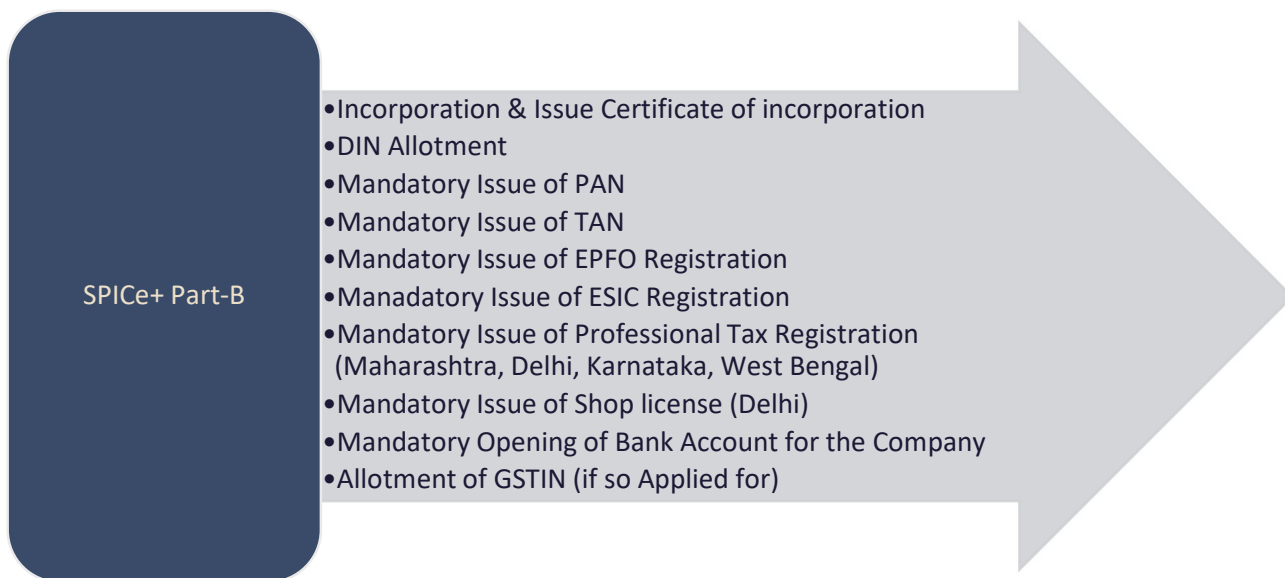 SPICe+ Part-B
•Incorporation & Issue Certificate of incorporation
•DIN Allotment
•Mandatory Issue of PAN
•Mandatory Issue of TAN
•Mandatory Issue of EPFO Registration
•Manadatory Issue of ESIC Registration
•Mandatory Issue of Professional Tax Registration
(Maharashtra, Delhi, Karnataka, West Bengal)
•Mandatory Issue of Shop license (Delhi)
•Mandatory Opening of Bank Account for the Company
•Allotment of GSTIN (if so Applied for)